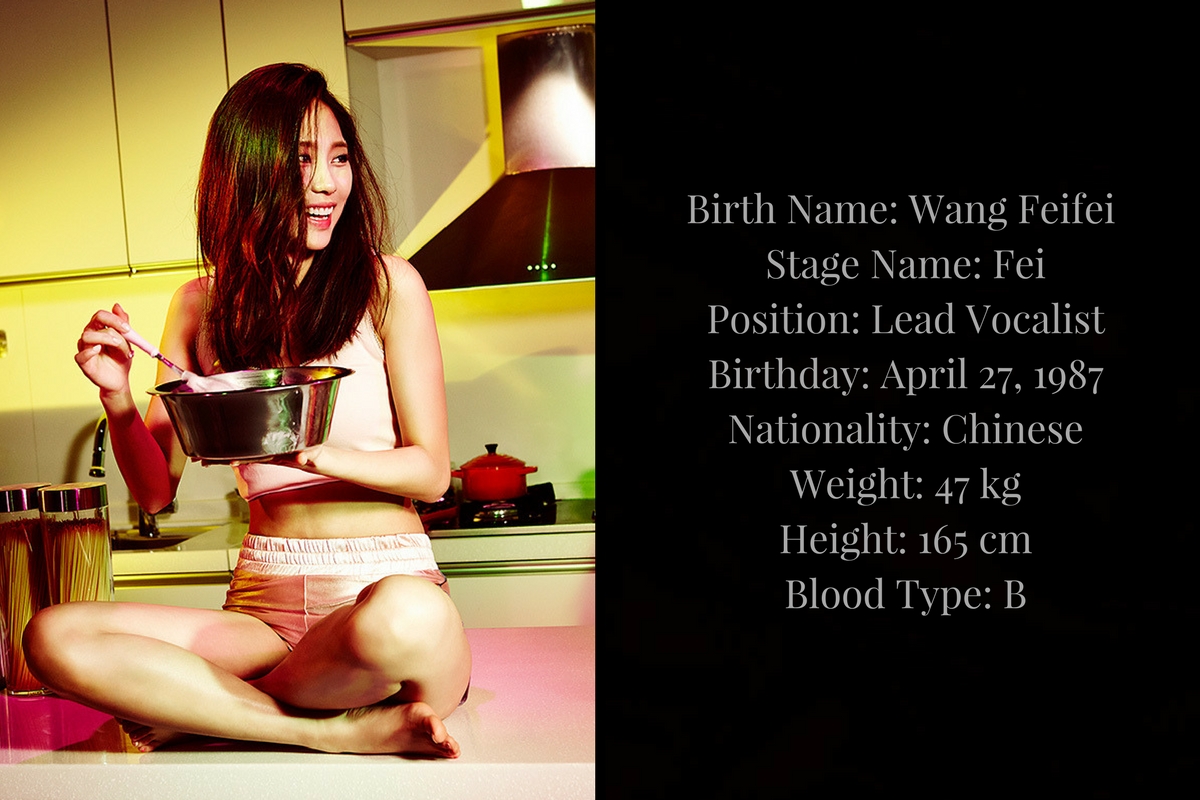 Birth Name: Wang Feifei
Stage Name: Fei
Position: Lead Vocalist
Birthday: April 27, 1987
Nationality: Chinese
Weight: 47 kg
Height: 165 cm
Blood Type: B